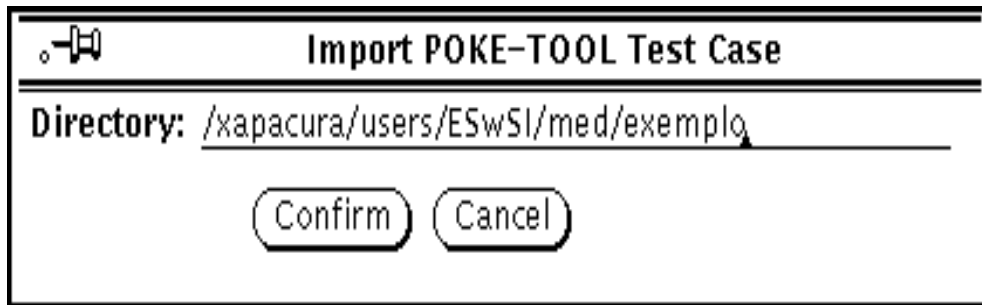 Import POKE-TOOL Test Case
Directory: /xapacura/users/ESwSI/med/exemplo
Confirm Cancel